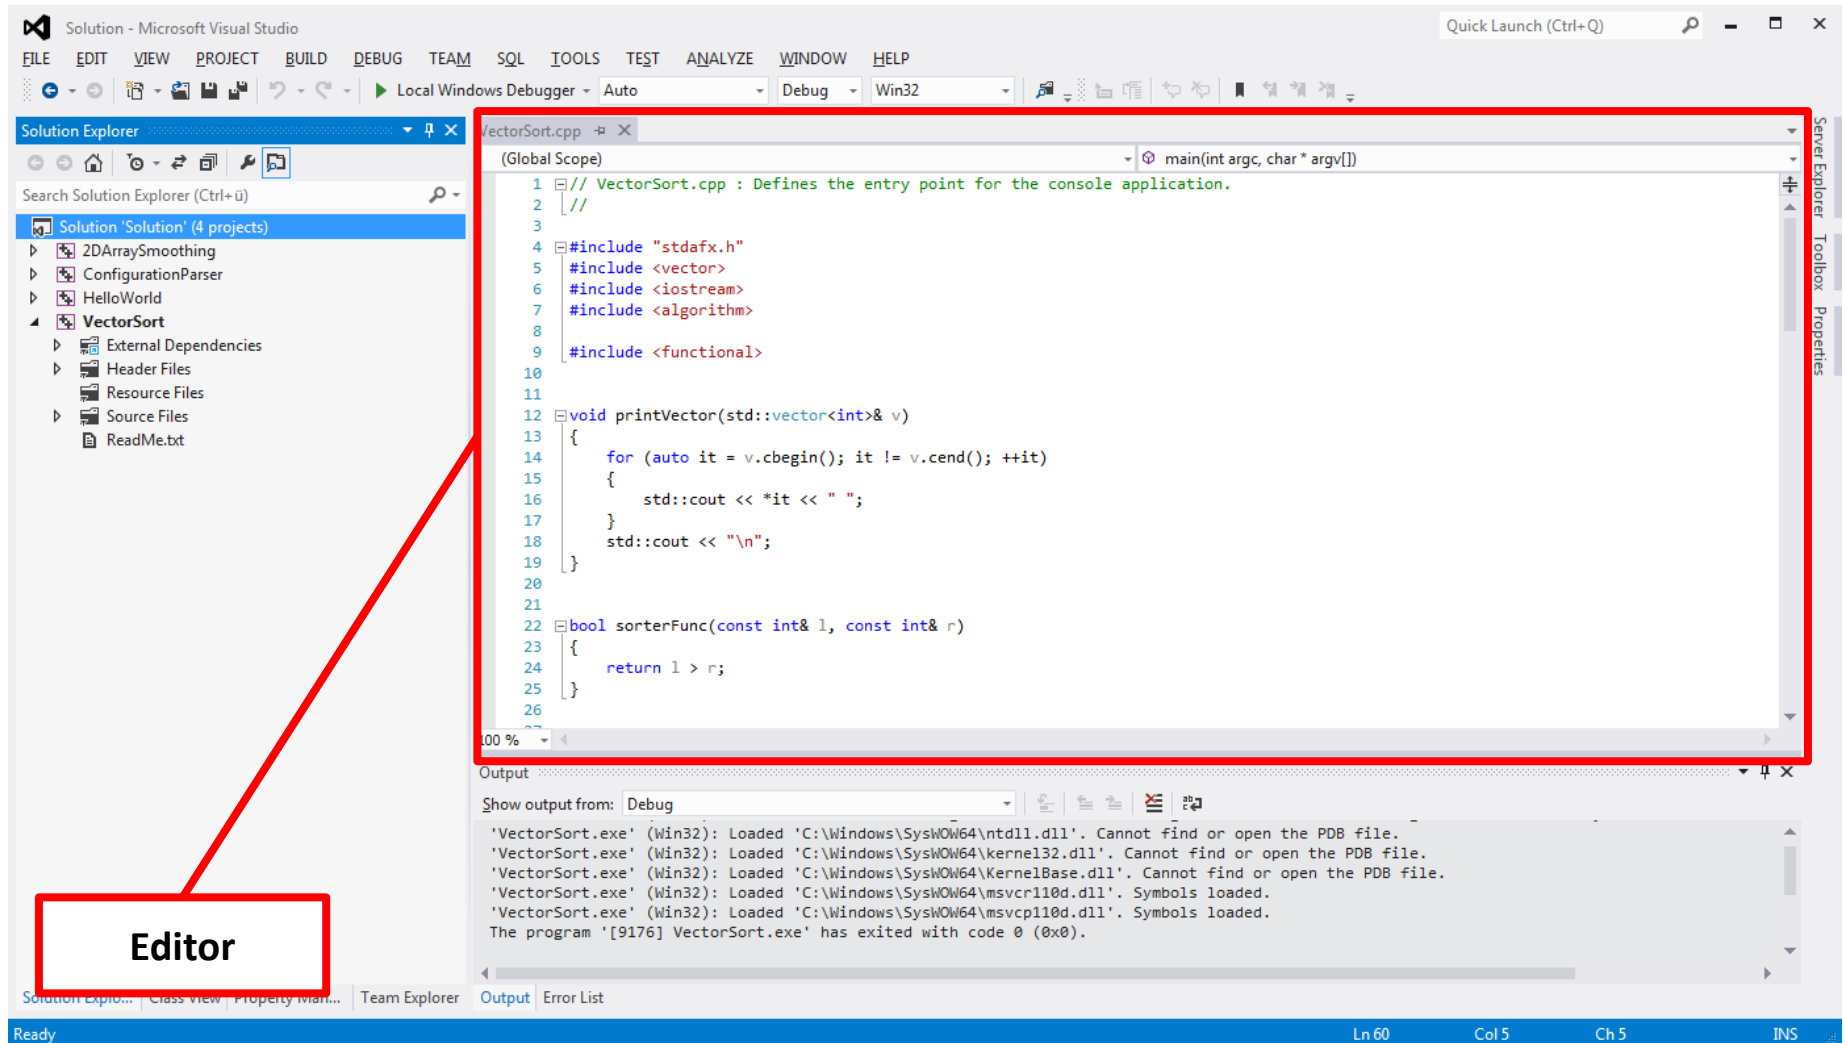 Solution - Microsoft Visual Studio
Quick Launch (Ctrl+Q)
FILE EDIT VIEW PROJECT BUILD DEBUG TEAM SQL TOOLS TEST ANALYZE WINDOW HELP
Local Windows Debugger Auto Debug Win32
Solution Explorer
Search Solution Explorer (Ctrl+ü)
Solution 'Solution' (4 projects)
2DArraySmoothing
ConfigurationParser
HelloWorld
VectorSort
External Dependencies
Header Files
Resource Files
Source Files
ReadMe.txt
VectorSort.cpp
(Global Scope) main(int argc, char * argv[])
1 // VectorSort.cpp : Defines the entry point for the console application.
2 //
3
4 #include "stdafx.h"
5 #include <vector>
6 #include <iostream>
7 #include <algorithm>
8
9 #include <functional>
10
11
12 void printVector(std::vector<int>& v)
13 {
14 for (auto it = v.cbegin(); it != v.cend(); ++it)
15 {
16 std::cout << *it << " ";
17 }
18 std::cout << "\n";
19 }
20
21
22 bool sorterFunc(const int& l, const int& r)
23 {
24 return l > r;
25 }
26
100 %
Server Explorer
Toolbox
Properties
Output
Show output from: Debug
'VectorSort.exe' (Win32): Loaded 'C:\Windows\SysWOW64\ntdll.dll'. Cannot find or open the PDB file.
'VectorSort.exe' (Win32): Loaded 'C:\Windows\SysWOW64\kernel32.dll'. Cannot find or open the PDB file.
'VectorSort.exe' (Win32): Loaded 'C:\Windows\SysWOW64\KernelBase.dll'. Cannot find or open the PDB file.
'VectorSort.exe' (Win32): Loaded 'C:\Windows\SysWOW64\msvcr110d.dll'. Symbols loaded.
'VectorSort.exe' (Win32): Loaded 'C:\Windows\SysWOW64\msvcp110d.dll'. Symbols loaded.
The program '[9176] VectorSort.exe' has exited with code 0 (0x0).
Editor
Solution Explo... Class View Property Man... Team Explorer Output Error List
Ready Ln 60 Col 5 Ch 5 INS